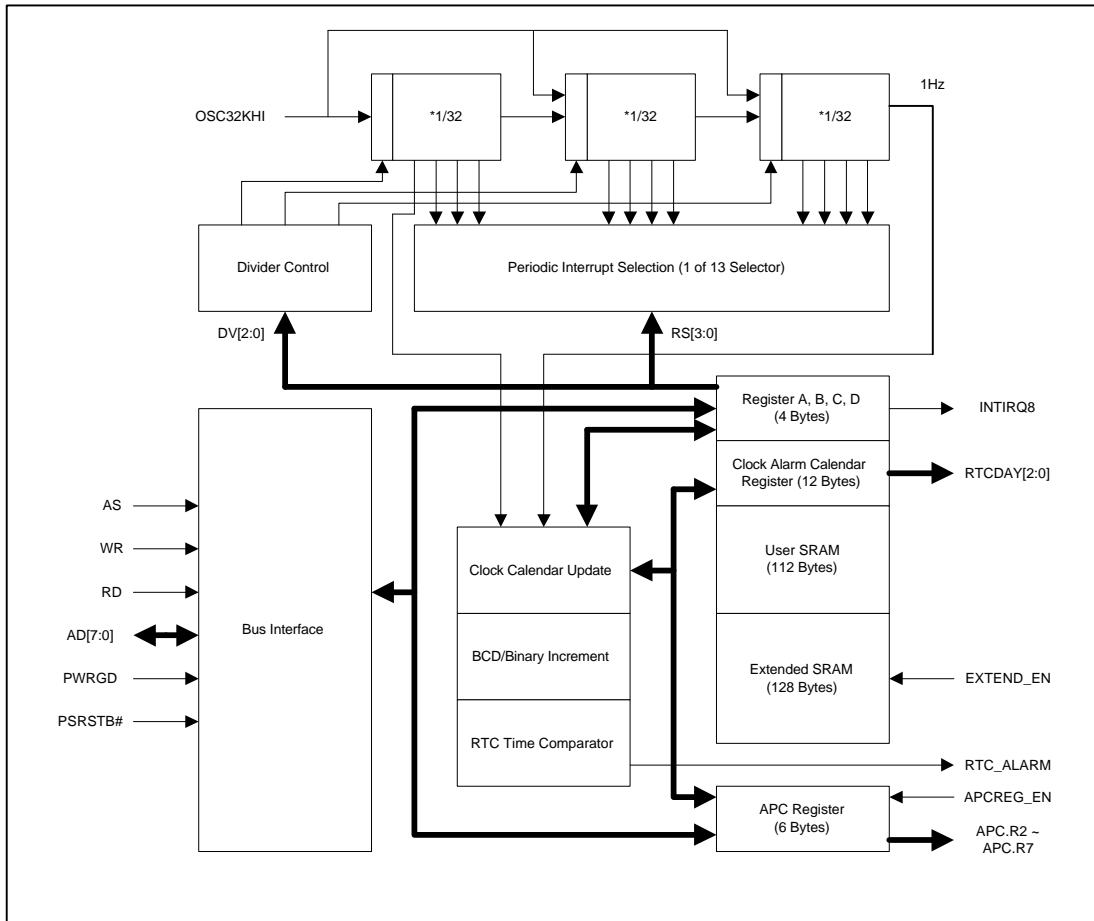 1Hz
OSC32KHI
*1/32
*1/32
*1/32
Divider Control
Periodic Interrupt Selection (1 of 13 Selector)
DV[2:0]
RS[3:0]
Register A, B, C, D
(4 Bytes)
INTIRQ8
Clock Alarm Calendar
Register (12 Bytes)
RTCDAY[2:0]
AS
WR
RD
AD[7:0]
PWRGD
PSRSTB#
Bus Interface
Clock Calendar Update
BCD/Binary Increment
RTC Time Comparator
User SRAM
(112 Bytes)
Extended SRAM
(128 Bytes)
EXTEND_EN
RTC_ALARM
APCREG_EN
APC Register
(6 Bytes)
APC.R2 ~
APC.R7